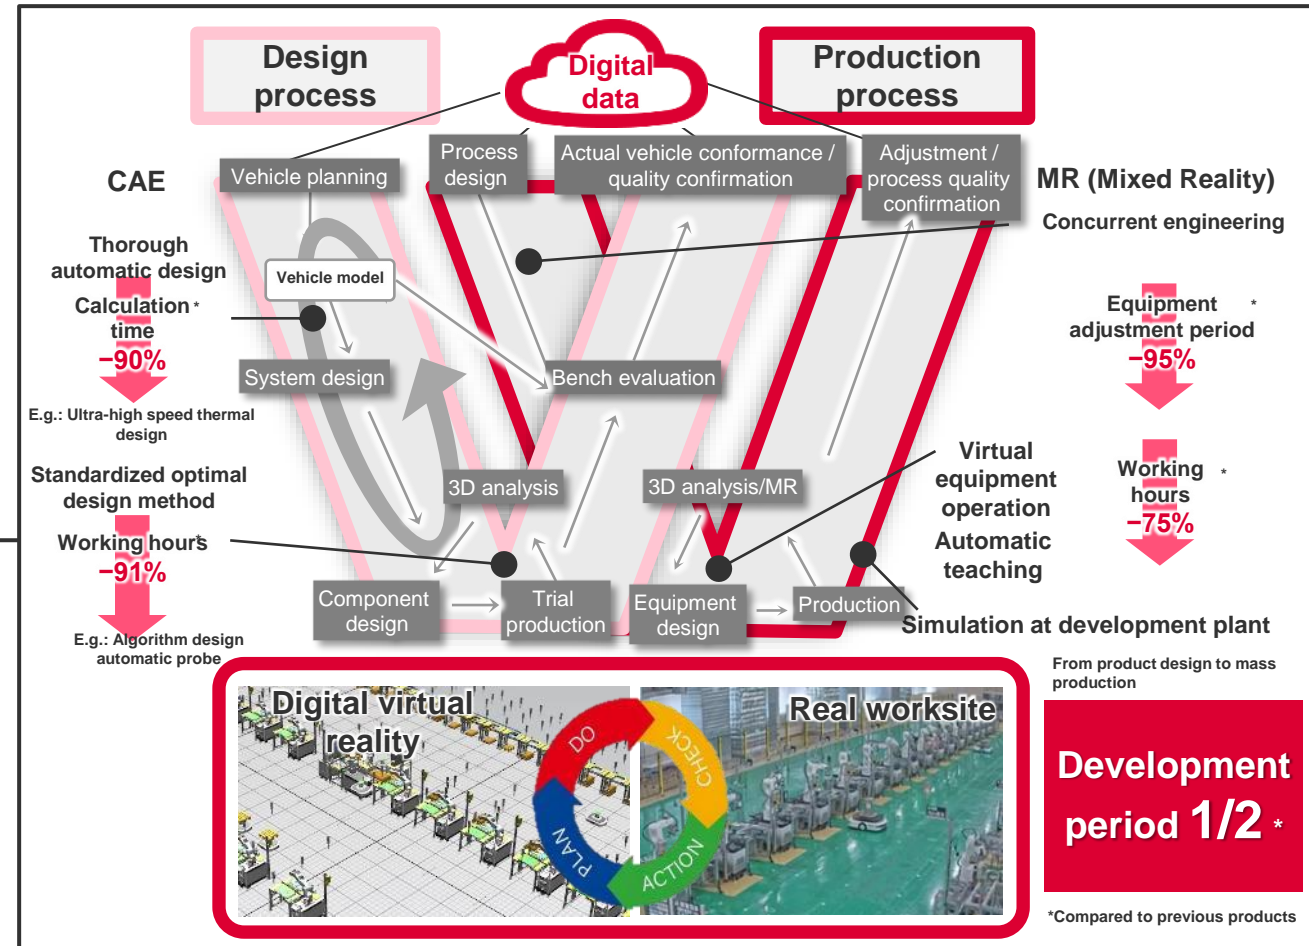 Design
process
Digital
data
Production
process
CAE
Vehicle planning
Process
design
Actual vehicle conformance /
quality confirmation
Adjustment /
process quality
confirmation
MR (Mixed Reality)
Concurrent engineering
Thorough
automatic design
Calculation *
time
−90%
E.g.: Ultra-high speed thermal
design
Vehicle model
System design
Bench evaluation
Equipment *
adjustment period
−95%
Standardized optimal
design method
Working hours*
−91%
E.g.: Algorithm design
automatic probe
3D analysis
3D analysis/MR
Virtual
equipment
operation
Automatic
teaching
Working *
hours
−75%
Component
design
Trial
production
Equipment
design
Production
Simulation at development plant
From product design to mass
production
Digital virtual
reality
Real worksite
DO
CHECK
PLAN
ACTION
Development
period 1/2 *
*Compared to previous products